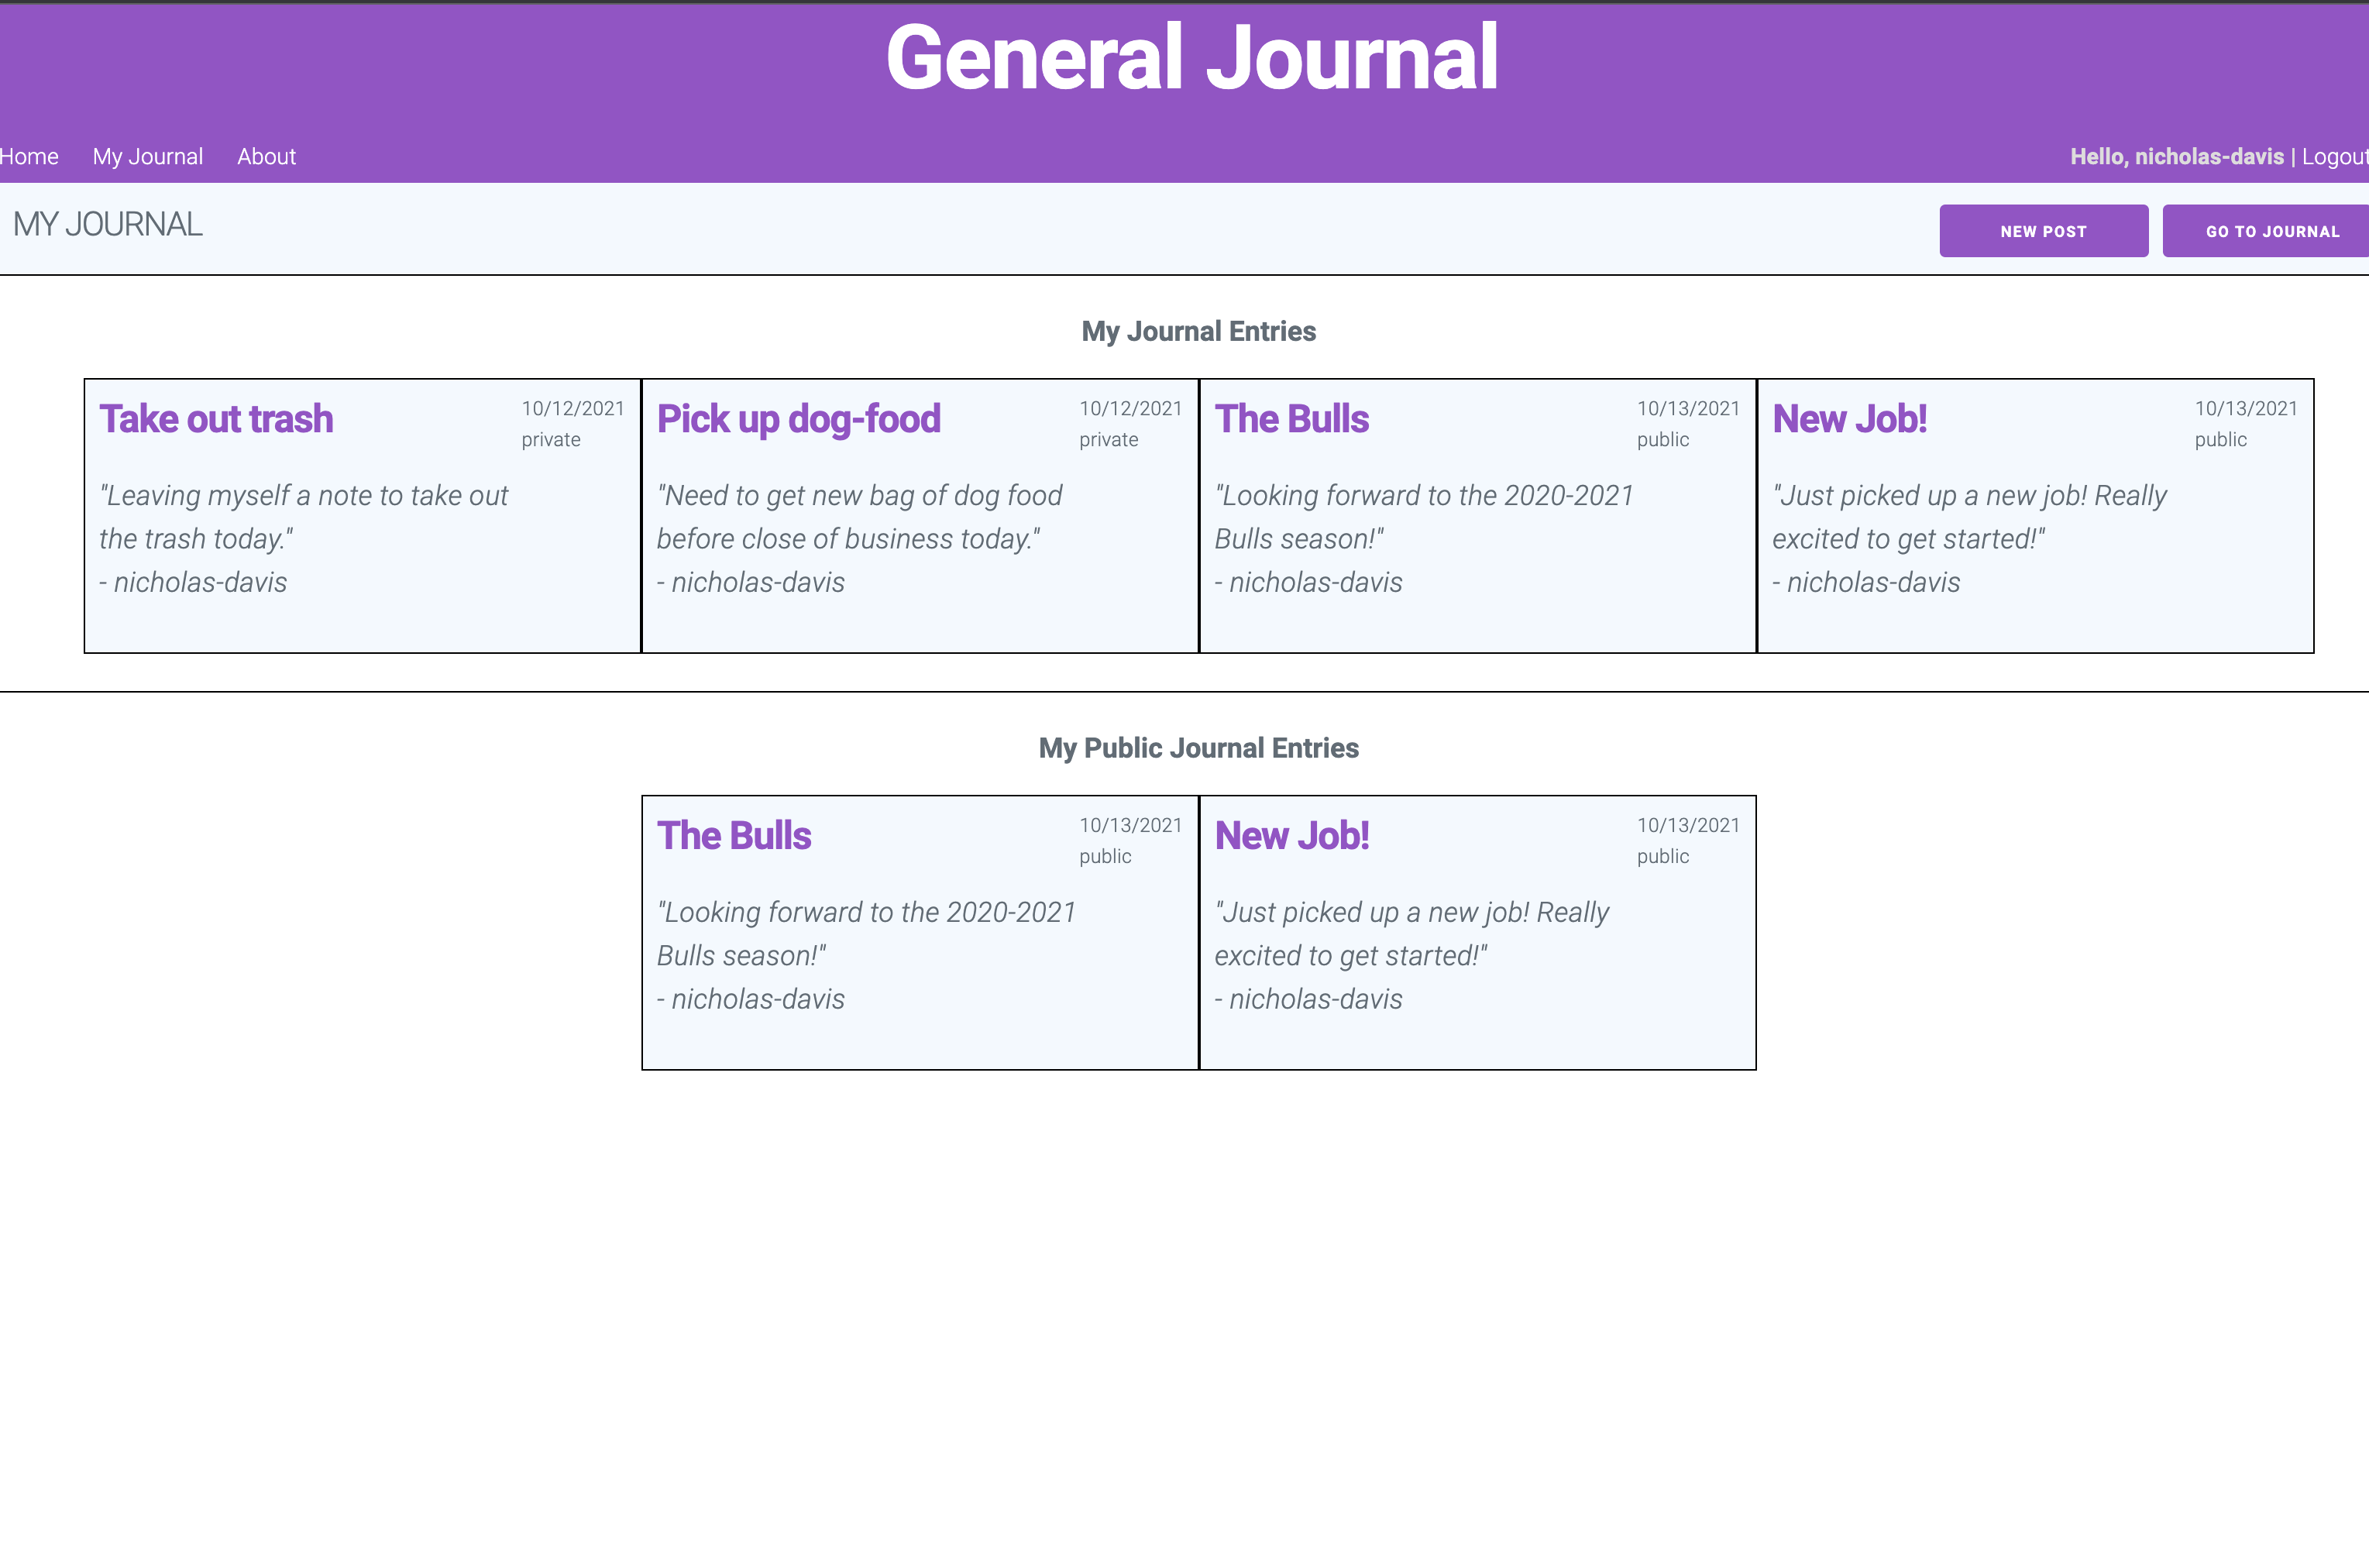 General Journal
Home My Journal About Hello, nicholas-davis | Logout
MY JOURNAL NEW POST GO TO JOURNAL
My Journal Entries
Take out trash
10/12/2021
private
"Leaving myself a note to take out
the trash today."
- nicholas-davis
Pick up dog-food
10/12/2021
private
"Need to get new bag of dog food
before close of business today."
- nicholas-davis
The Bulls
10/13/2021
public
"Looking forward to the 2020-2021
Bulls season!"
- nicholas-davis
New Job!
10/13/2021
public
"Just picked up a new job! Really
excited to get started!"
- nicholas-davis
My Public Journal Entries
The Bulls
10/13/2021
public
"Looking forward to the 2020-2021
Bulls season!"
- nicholas-davis
New Job!
10/13/2021
public
"Just picked up a new job! Really
excited to get started!"
- nicholas-davis